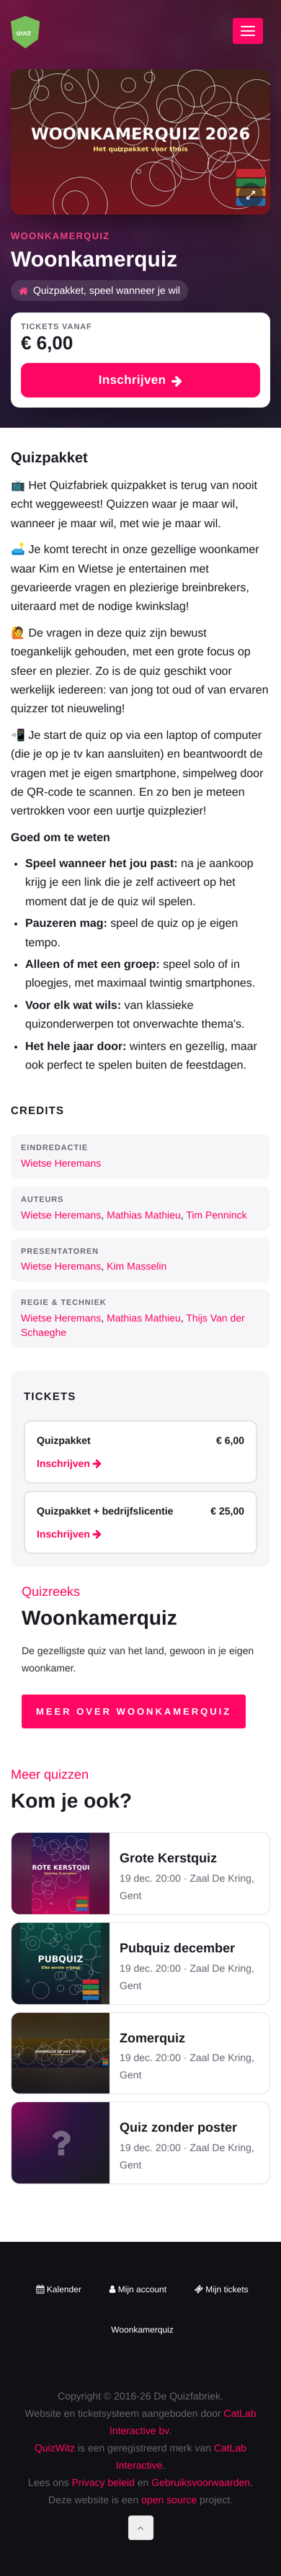 QUIZ
WOONKAMERQUIZ 2026
Het quizpakket voor thuis
WOONKAMERQUIZ
Woonkamerquiz
Quizpakket, speel wanneer je wil
TICKETS VANAF
€ 6,00
Inschrijven
Quizpakket
Het Quizfabriek quizpakket is terug van nooit
echt weggeweest! Quizzen waar je maar wil,
wanneer je maar wil, met wie je maar wil.
Je komt terecht in onze gezellige woonkamer
waar Kim en Wietse je entertainen met
gevarieerde vragen en plezierige breinbrekers,
uiteraard met de nodige kwinkslag!
De vragen in deze quiz zijn bewust
toegankelijk gehouden, met een grote focus op
sfeer en plezier. Zo is de quiz geschikt voor
werkelijk iedereen: van jong tot oud of van ervaren
quizzer tot nieuweling!
Je start de quiz op via een laptop of computer
(die je op je tv kan aansluiten) en beantwoordt de
vragen met je eigen smartphone, simpelweg door
de QR-code te scannen. En zo ben je meteen
vertrokken voor een uurtje quizplezier!
Goed om te weten
Speel wanneer het jou past: na je aankoop
krijg je een link die je zelf activeert op het
moment dat je de quiz wil spelen.
Pauzeren mag: speel de quiz op je eigen
tempo.
Alleen of met een groep: speel solo of in
ploegjes, met maximaal twintig smartphones.
Voor elk wat wils: van klassieke
quizonderwerpen tot onverwachte thema's.
Het hele jaar door: winters en gezellig, maar
ook perfect te spelen buiten de feestdagen.
CREDITS
EINDREDACTIE
Wietse Heremans
AUTEURS
Wietse Heremans, Mathias Mathieu, Tim Penninck
PRESENTATOREN
Wietse Heremans, Kim Masselin
REGIE & TECHNIEK
Wietse Heremans, Mathias Mathieu, Thijs Van der
Schaeghe
TICKETS
Quizpakket € 6,00
Inschrijven
Quizpakket + bedrijfslicentie € 25,00
Inschrijven
Quizreeks
Woonkamerquiz
De gezelligste quiz van het land, gewoon in je eigen
woonkamer.
MEER OVER WOONKAMERQUIZ
Meer quizzen
Kom je ook?
ROTE KERSTQUI
Grote Kerstquiz
19 dec. 20:00 · Zaal De Kring,
Gent
PUBQUIZ
Elke eerste vrijdag
Pubquiz december
19 dec. 20:00 · Zaal De Kring,
Gent
ZOMERQUIZ OP HET STRAND
Zomerquiz
19 dec. 20:00 · Zaal De Kring,
Gent
?
Quiz zonder poster
19 dec. 20:00 · Zaal De Kring,
Gent
Kalender Mijn account Mijn tickets
Woonkamerquiz
Copyright © 2016-26 De Quizfabriek.
Website en ticketsysteem aangeboden door CatLab
Interactive bv.
QuizWitz is een geregistreerd merk van CatLab
Interactive.
Lees ons Privacy beleid en Gebruiksvoorwaarden.
Deze website is een open source project.